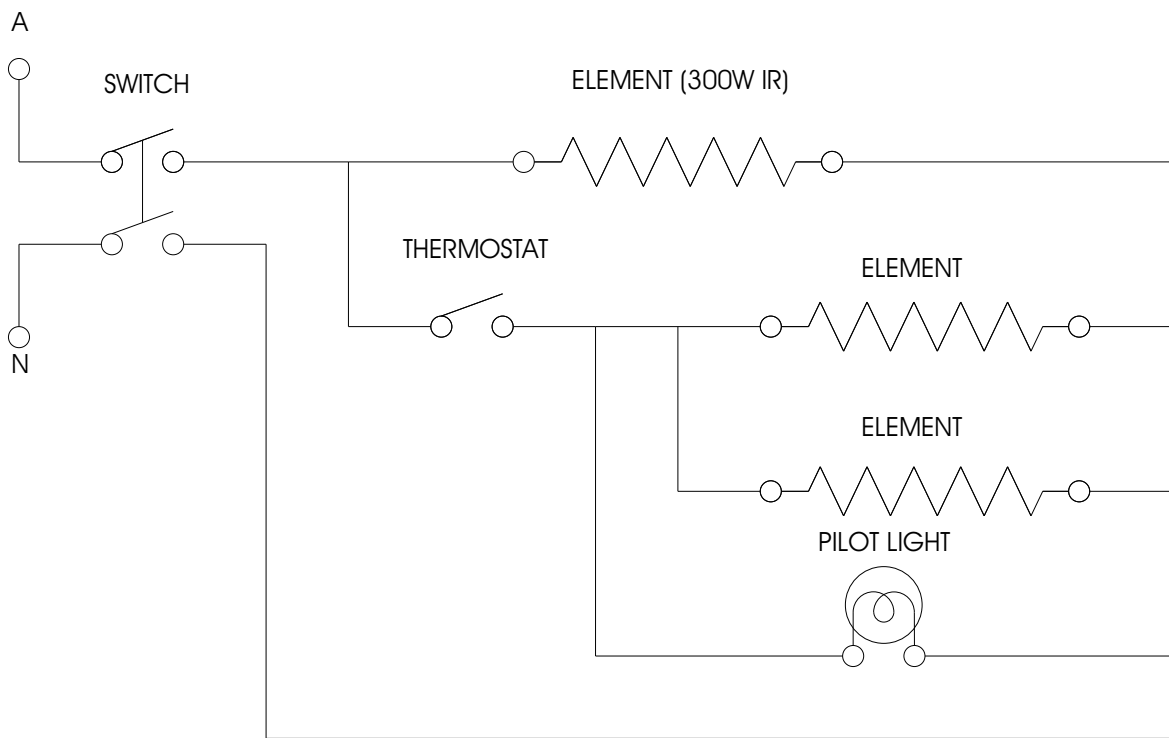 A
SWITCH
ELEMENT (300W IR)
THERMOSTAT
ELEMENT
N
ELEMENT
PILOT LIGHT